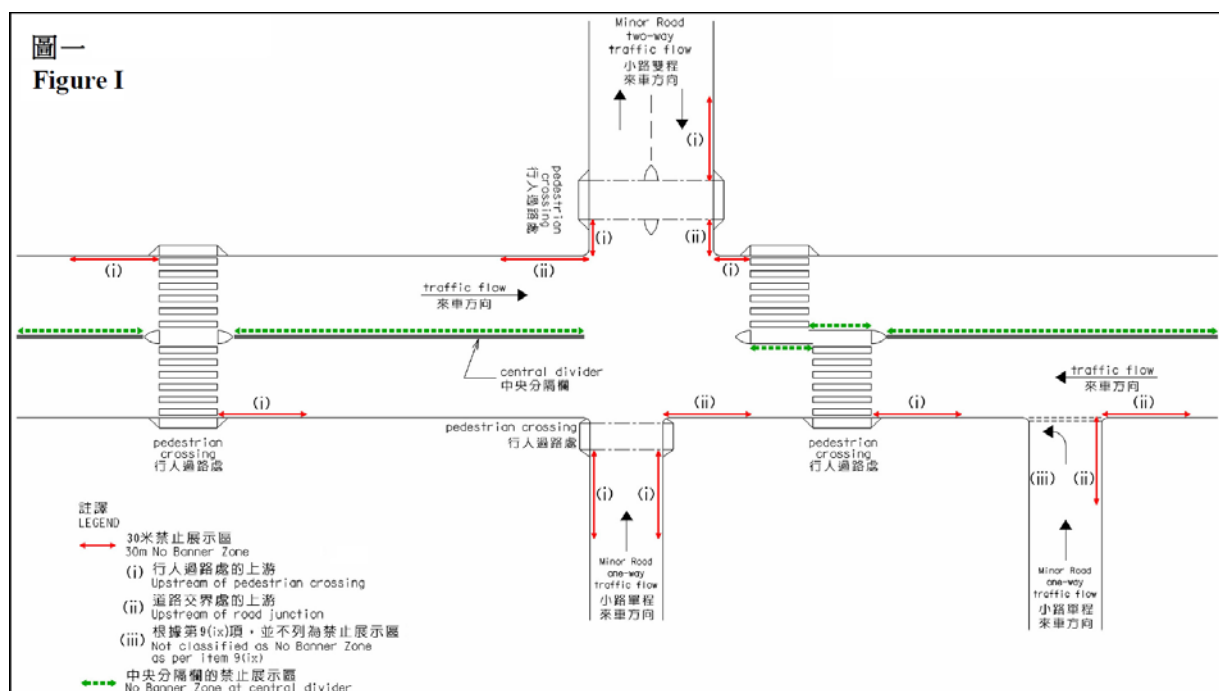 圖一
Figure I
Minor Road
two-way
traffic flow
小路雙程
來車方向
(i)
pedestrian
crossing
行人過路處
(i)
(ii)
(i)
(ii)
(i)
traffic flow
來車方向
central divider
中央分隔欄
traffic flow
來車方向
(i)
(ii)
(i)
(ii)
pedestrian crossing
行人過路處
pedestrian
crossing
行人過路處
pedestrian
crossing
行人過路處
(iii)
(ii)
(i)
(i)
Minor Road
one-way
traffic flow
小路單程
來車方向
Minor Road
one-way
traffic flow
小路單程
來車方向
註譯
LEGEND
30米禁止展示區
30m No Banner Zone
(i) 行人過路處的上游
Upstream of pedestrian crossing
(ii) 道路交界處的上游
Upstream of road junction
(iii) 根據第9(ix)項，並不列為禁止展示區
Not classified as No Banner Zone
as per item 9(ix)
中央分隔欄的禁止展示區
No Banner Zone at central divider